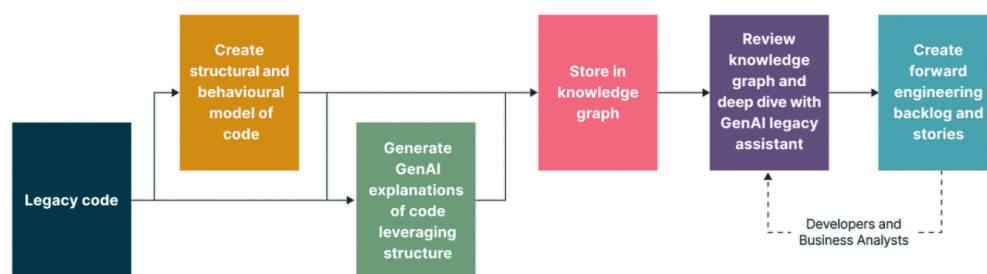 Legacy code
Create
structural and
behavioural
model of
code
Generate
GenAI
explanations
of code
leveraging
structure
Store in
knowledge
graph
Review
knowledge
graph and
deep dive with
GenAI legacy
assistant
Create
forward
engineering
backlog and
stories
Developers and
Business Analysts